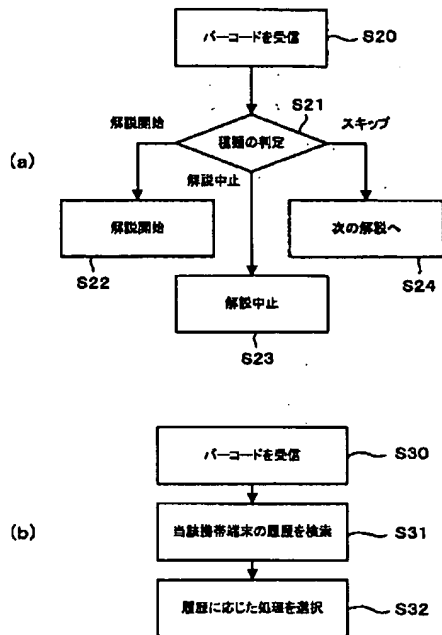 (a)
バーコードを受信
S20
S21
種類の判定
解説開始
スキップ
解説中止
解説開始
S22
次の解説へ
S24
解説中止
S23
(b)
バーコードを受信
S30
当該携帯端末の履歴を検索
S31
履歴に応じた処理を選択
S32